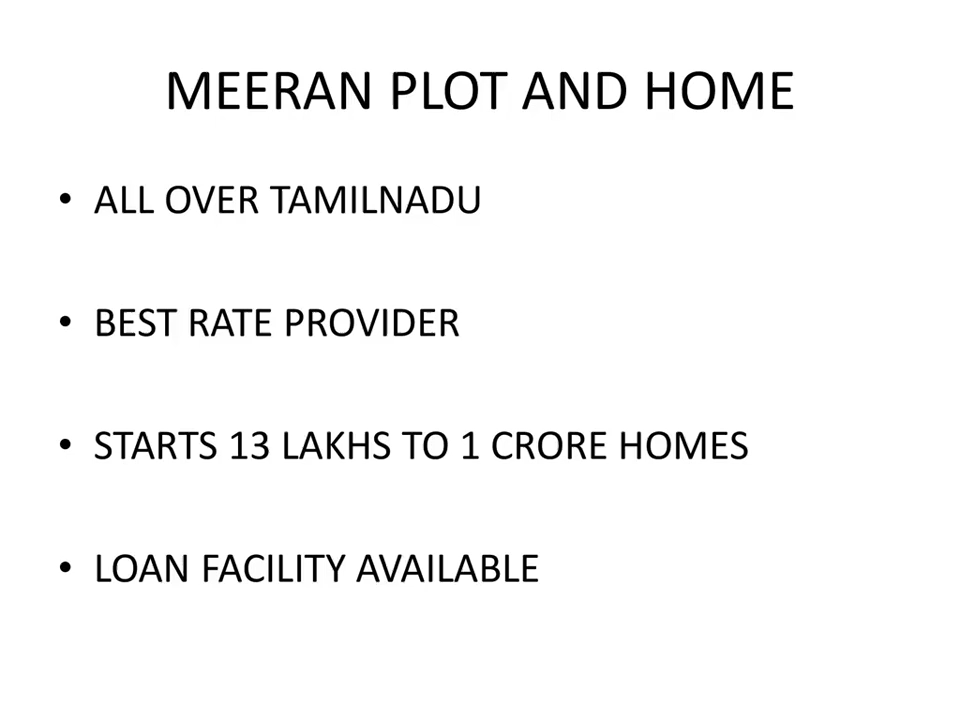 MEERAN PLOT AND HOME
• ALL OVER TAMILNADU
• BEST RATE PROVIDER
• STARTS 13 LAKHS TO 1 CRORE HOMES
• LOAN FACILITY AVAILABLE